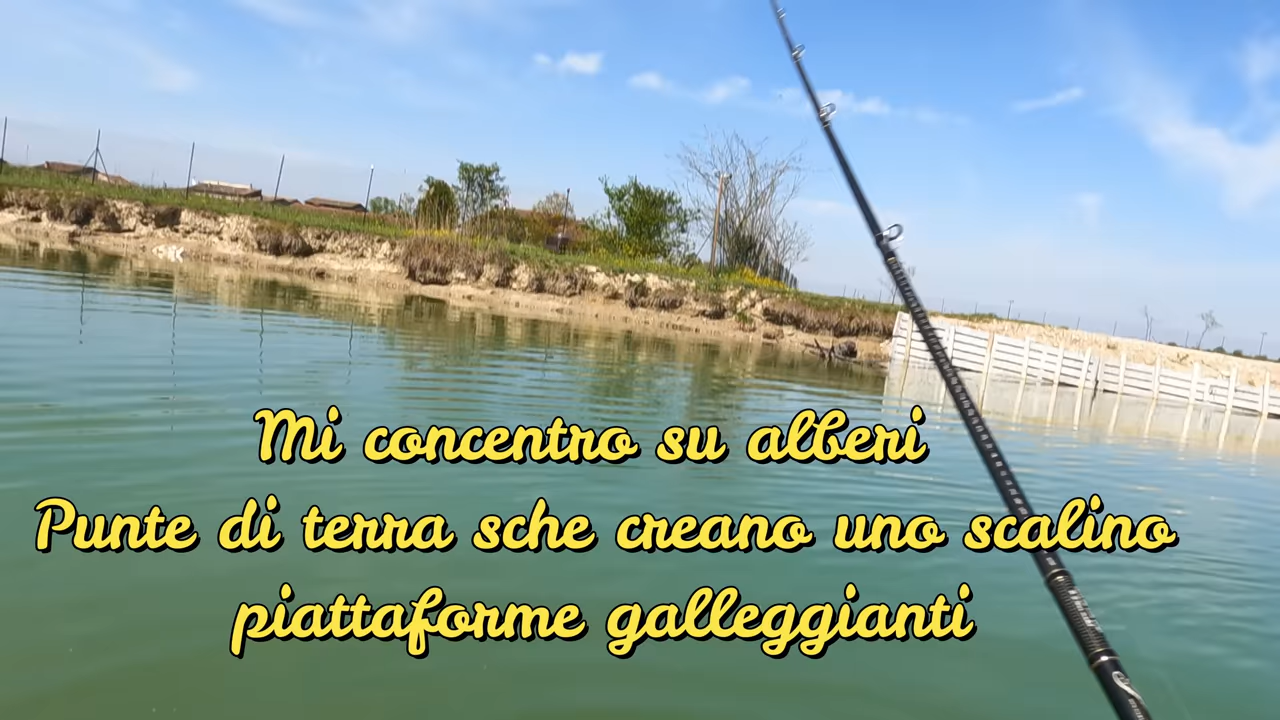 Mi concentro su alberi
Punte di terra sche creano uno scalino
piattaforme galleggianti